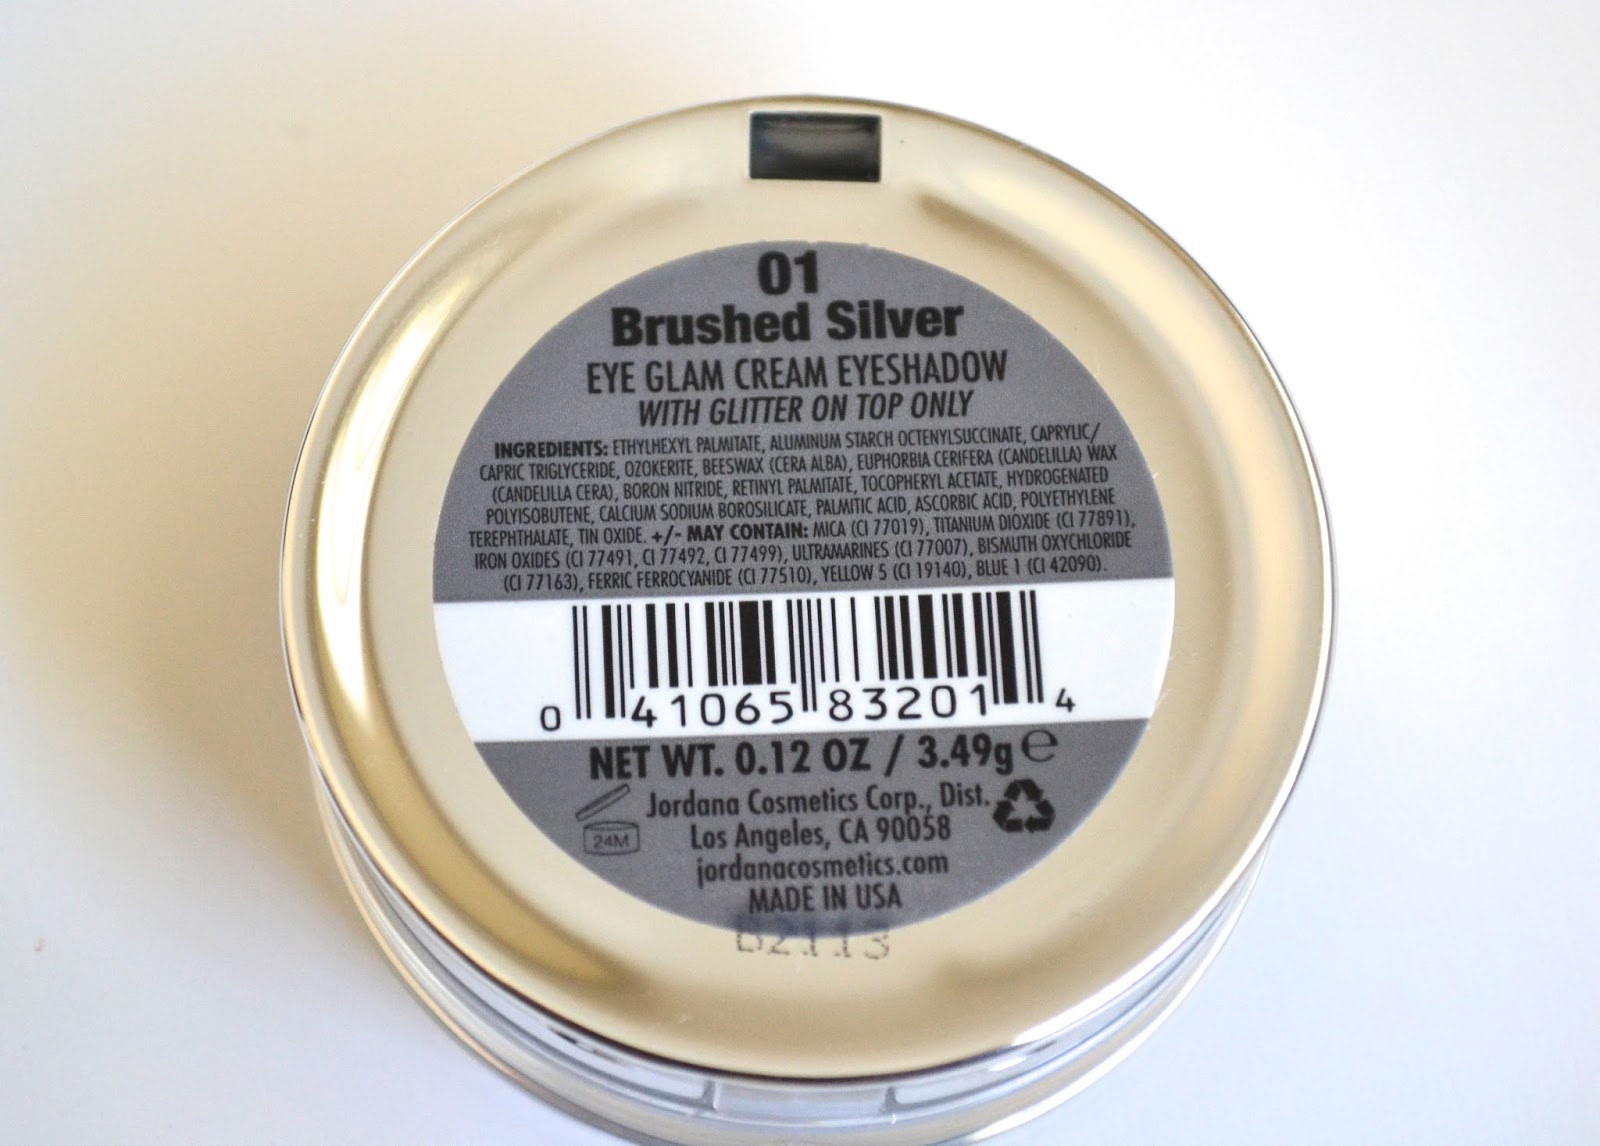 01
Brushed Silver
EYE GLAM CREAM EYESHADOW
WITH GLITTER ON TOP ONLY
INGREDIENTS: ETHYLHEXYL PALMITATE, ALUMINUM STARCH OCTENYLSUCCINATE, CAPRYLIC/
CAPRIC TRIGLYCERIDE, OZOKERITE, BEESWAX (CERA ALBA), EUPHORBIA CERIFERA (CANDELILLA) WAX
(CANDELILLA CERA), BORON NITRIDE, RETINYL PALMITATE, TOCOPHERYL ACETATE, HYDROGENATED
POLYISOBUTENE, CALCIUM SODIUM BOROSILICATE, PALMITIC ACID, ASCORBIC ACID, POLYETHYLENE
TEREPHTHALATE, TIN OXIDE. +/- MAY CONTAIN: MICA (CI 77019), TITANIUM DIOXIDE (CI 77891),
IRON OXIDES (CI 77491, CI 77492, CI 77499), ULTRAMARINES (CI 77007), BISMUTH OXYCHLORIDE
(CI 77163), FERRIC FERROCYANIDE (CI 77510), YELLOW 5 (CI 19140), BLUE 1 (CI 42090).
0 41065 83201 4
NET WT. 0.12 OZ / 3.49g ℮
Jordana Cosmetics Corp., Dist.
24M
Los Angeles, CA 90058
jordanacosmetics.com
MADE IN USA